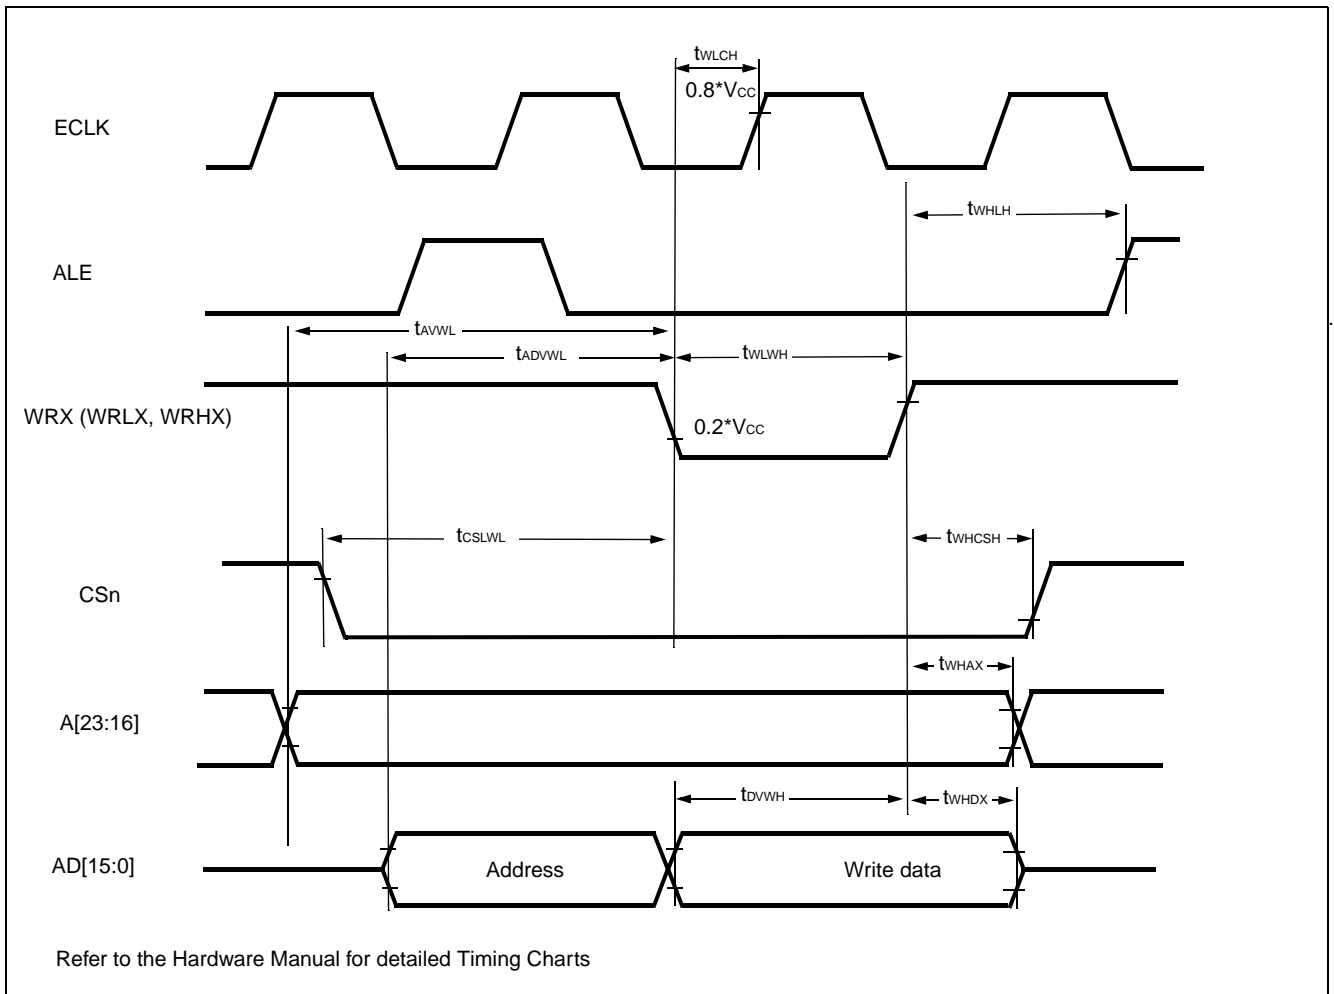 tWLCH
0.8*VCC
ECLK
tWHLH
ALE
tAVWL
tADVWL
tWLWH
WRX (WRLX, WRHX)
0.2*VCC
tCSLWL
tWHCSH
CSn
tWHAX
A[23:16]
tDVWH
tWHDX
AD[15:0]
Address
Write data
Refer to the Hardware Manual for detailed Timing Charts